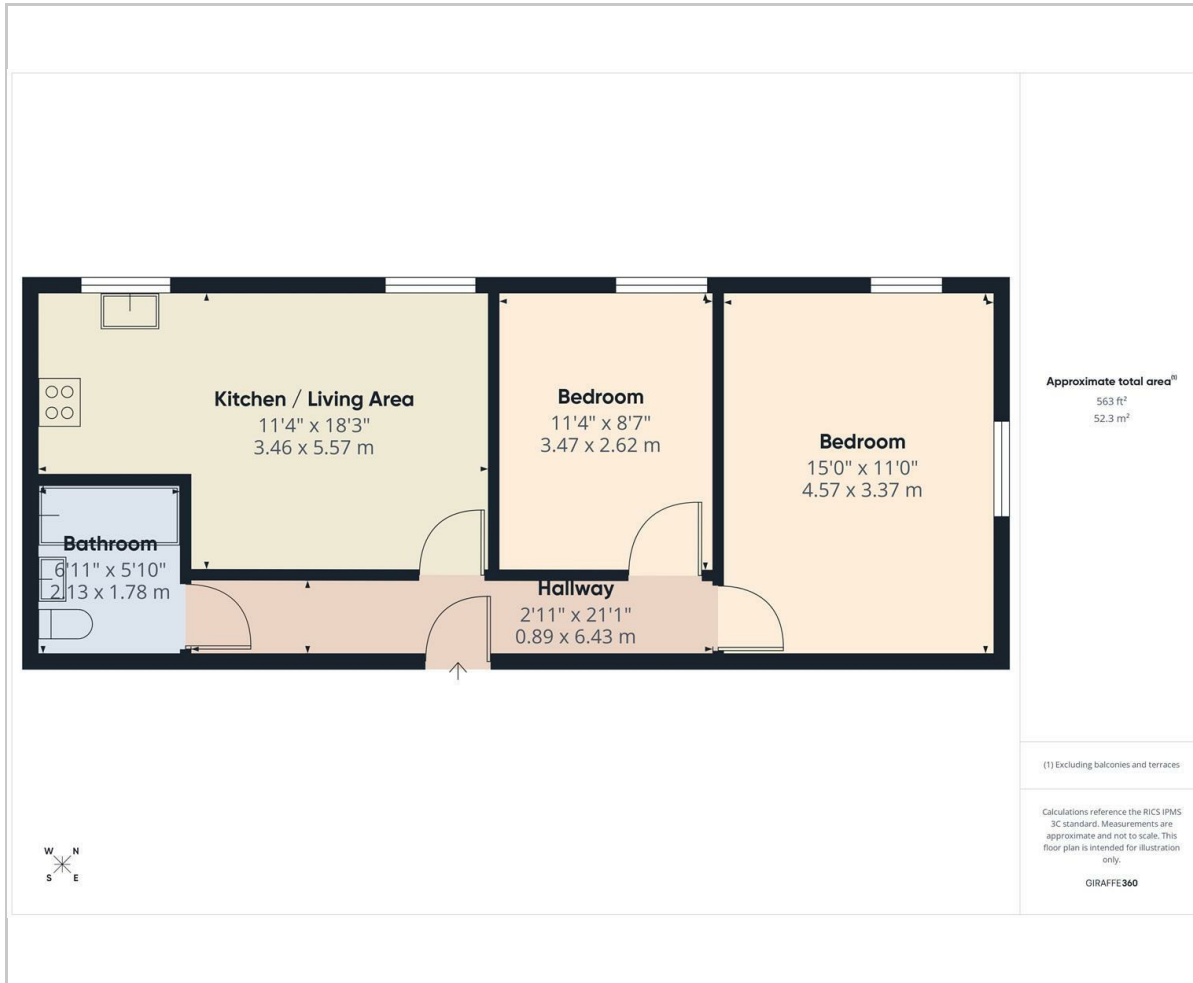 Kitchen / Living Area
11'4" x 18'3"
3.46 x 5.57 m
Bedroom
11'4" x 8'7"
3.47 x 2.62 m
Bedroom
15'0" x 11'0"
4.57 x 3.37 m
Bathroom
6'11" x 5'10"
2.13 x 1.78 m
Hallway
2'11" x 21'1"
0.89 x 6.43 m
W N
S E
Approximate total area(1)
563 ft²
52.3 m²
(1) Excluding balconies and terraces
Calculations reference the RICS IPMS
3C standard. Measurements are
approximate and not to scale. This
floor plan is intended for illustration
only.
GIRAFFE360